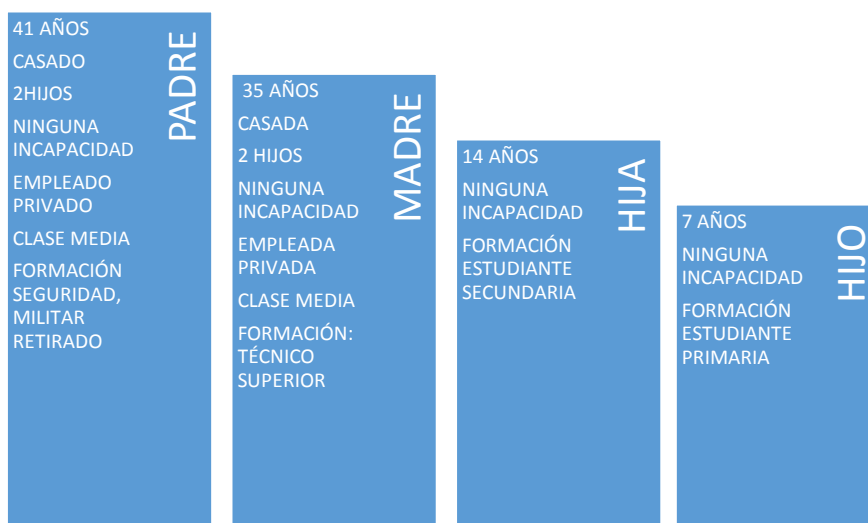 41 AÑOS
CASADO
2HIJOS
NINGUNA
INCAPACIDAD
EMPLEADO
PRIVADO
CLASE MEDIA
FORMACIÓN
SEGURIDAD,
MILITAR
RETIRADO
PADRE
35 AÑOS
CASADA
2 HIJOS
NINGUNA
INCAPACIDAD
EMPLEADA
PRIVADA
CLASE MEDIA
FORMACIÓN:
TÉCNICO
SUPERIOR
MADRE
14 AÑOS
NINGUNA
INCAPACIDAD
FORMACIÓN
ESTUDIANTE
SECUNDARIA
HIJA
7 AÑOS
NINGUNA
INCAPACIDAD
FORMACIÓN
ESTUDIANTE
PRIMARIA
HIJO